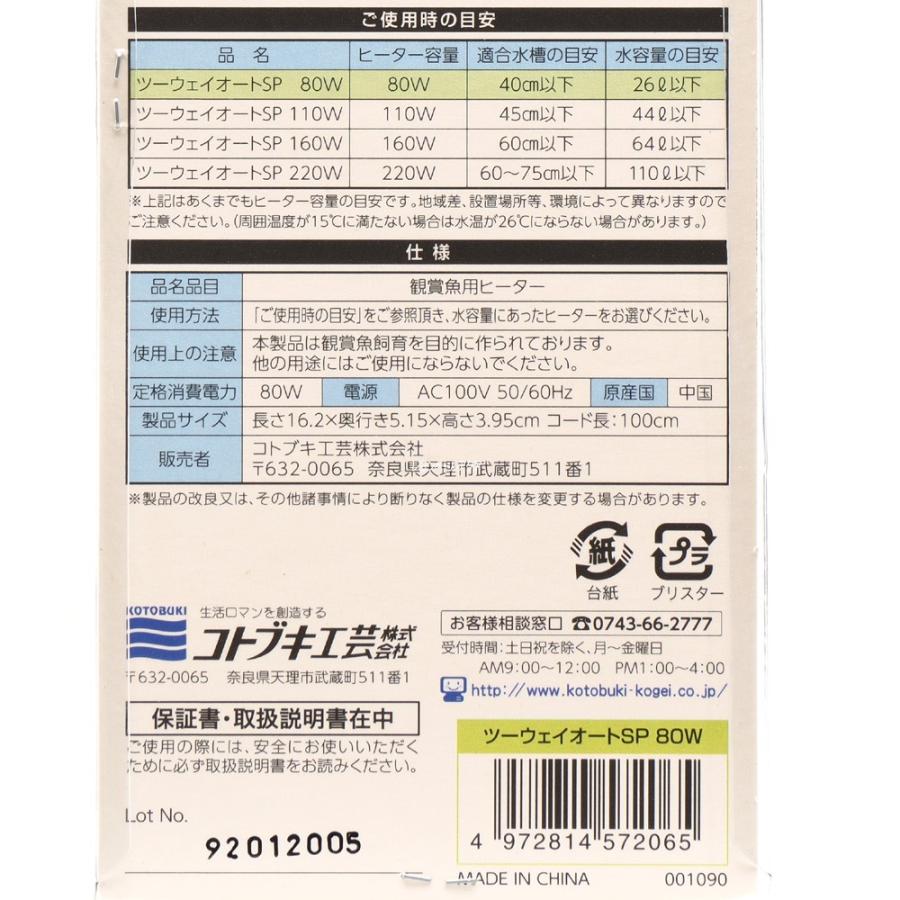 ご使用時の目安
品 名 ヒーター容量 適合水槽の目安 水容量の目安
ツーウェイオートSP 80W 80W 40cm以下 26ℓ以下
ツーウェイオートSP 110W 110W 45cm以下 44ℓ以下
ツーウェイオートSP 160W 160W 60cm以下 64ℓ以下
ツーウェイオートSP 220W 220W 60〜75cm以下 110ℓ以下
※上記はあくまでもヒーター容量の目安です。地域差、設置場所等、環境によって異なりますので
ご注意ください。（周囲温度が15℃に満たない場合は水温が26℃にならない場合があります。）
仕 様
品名品目 観賞魚用ヒーター
使用方法 「ご使用時の目安」をご参照頂き、水容量にあったヒーターをお選びください。
使用上の注意 本製品は観賞魚飼育を目的に作られております。
他の用途にはご使用にならないでください。
定格消費電力 80W 電源 AC100V 50/60Hz 原産国 中国
製品サイズ 長さ16.2×奥行き5.15×高さ3.95cm コード長：100cm
販売者 コトブキ工芸株式会社
〒632-0065 奈良県天理市武蔵町511番1
※製品の改良又は、その他諸事情により断りなく製品の仕様を変更する場合があります。
紙 プラ
台紙 ブリスター
KOTOBUKI 生活ロマンを創造する
コトブキ工芸株式会社
〒632-0065 奈良県天理市武蔵町511番1
お客様相談窓口 ☎0743-66-2777
受付時間：土日祝を除く、月〜金曜日
AM9:00〜12:00 PM1:00〜4:00
http://www.kotobuki-kogei.co.jp/
保証書・取扱説明書在中
ご使用の際には、安全にお使いいただく
ために必ず取扱説明書をお読みください。
ツーウェイオートSP 80W
Lot No.
92012005
4 972814 572065
MADE IN CHINA 001090